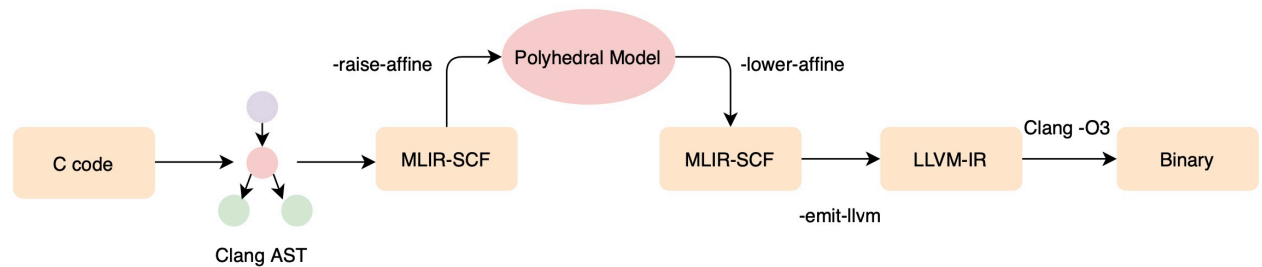 C code
Clang AST
MLIR-SCF
-raise-affine
Polyhedral Model
-lower-affine
MLIR-SCF
-emit-llvm
LLVM-IR
Clang -O3
Binary